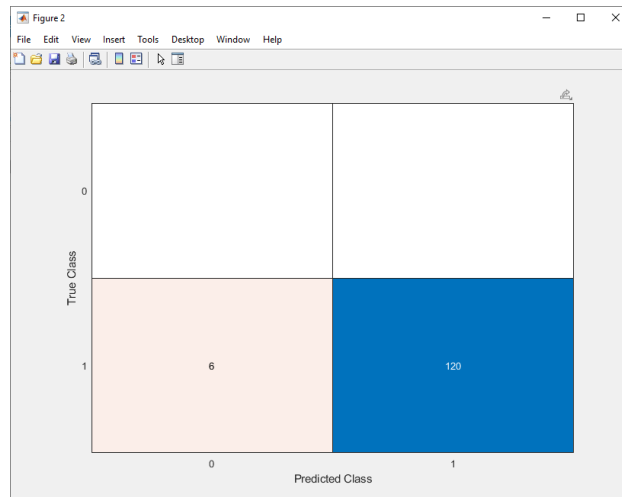 Figure 2
File Edit View Insert Tools Desktop Window Help
0
True Class
1
6 120
0 1
Predicted Class